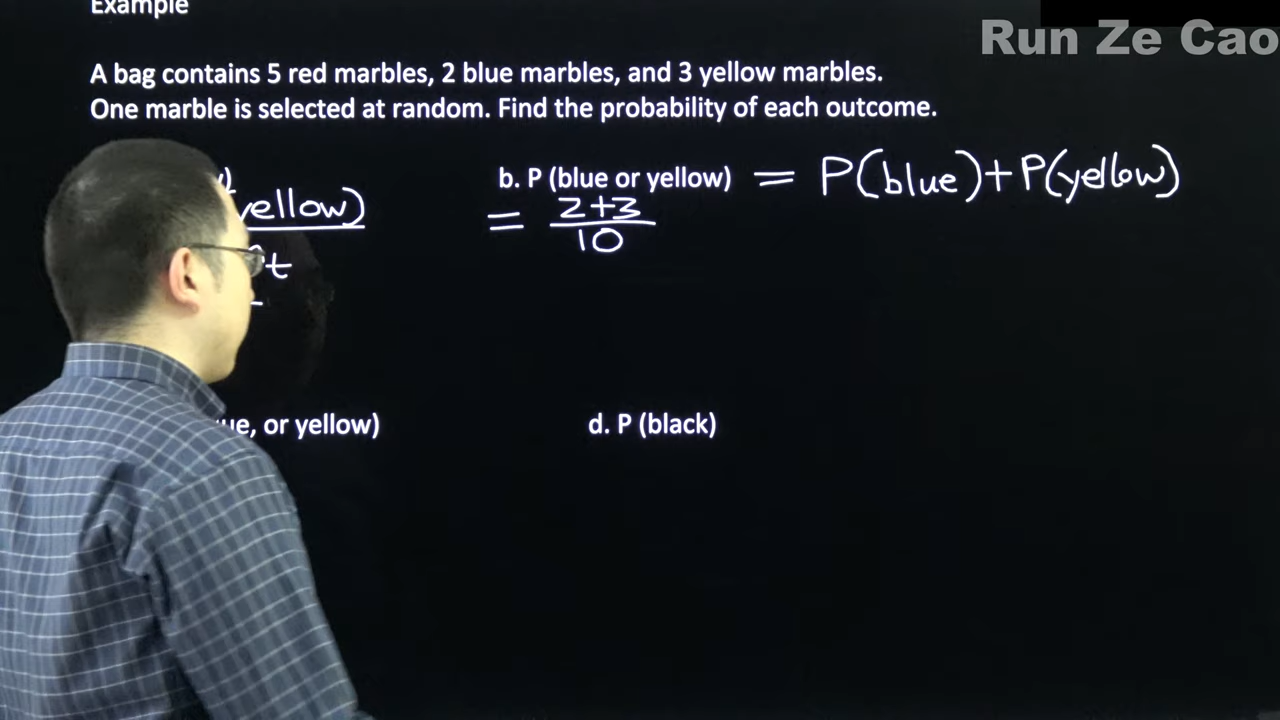 Example
Run Ze Cao
A bag contains 5 red marbles, 2 blue marbles, and 3 yellow marbles.
One marble is selected at random. Find the probability of each outcome.
b. P (blue or yellow) = P(blue)+P(yellow)
yellow)
= 2+3
10
or yellow)
d. P (black)